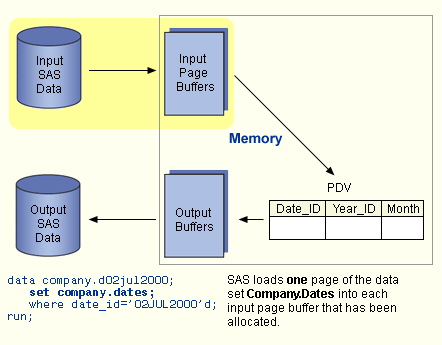 Input
SAS
Data
Input
Page
Buffers
Memory
PDV
Date_ID Year_ID Month
Output
SAS
Data
Output
Buffers
data company.d02jul2000;
set company.dates;
where date_id='02JUL2000'd;
run;
SAS loads one page of the data
set Company.Dates into each
input page buffer that has been
allocated.